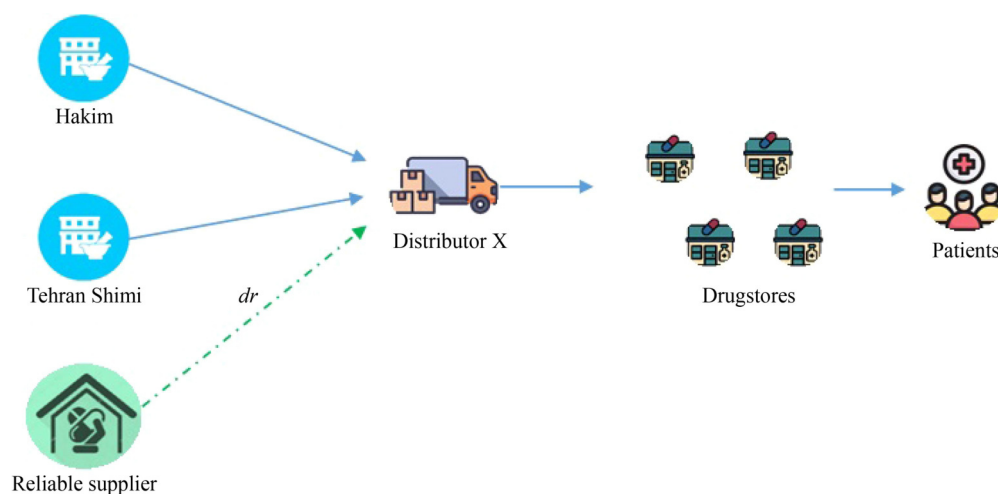 Hakim
Distributor X
Patients
Tehran Shimi
dr
Drugstores
Reliable supplier